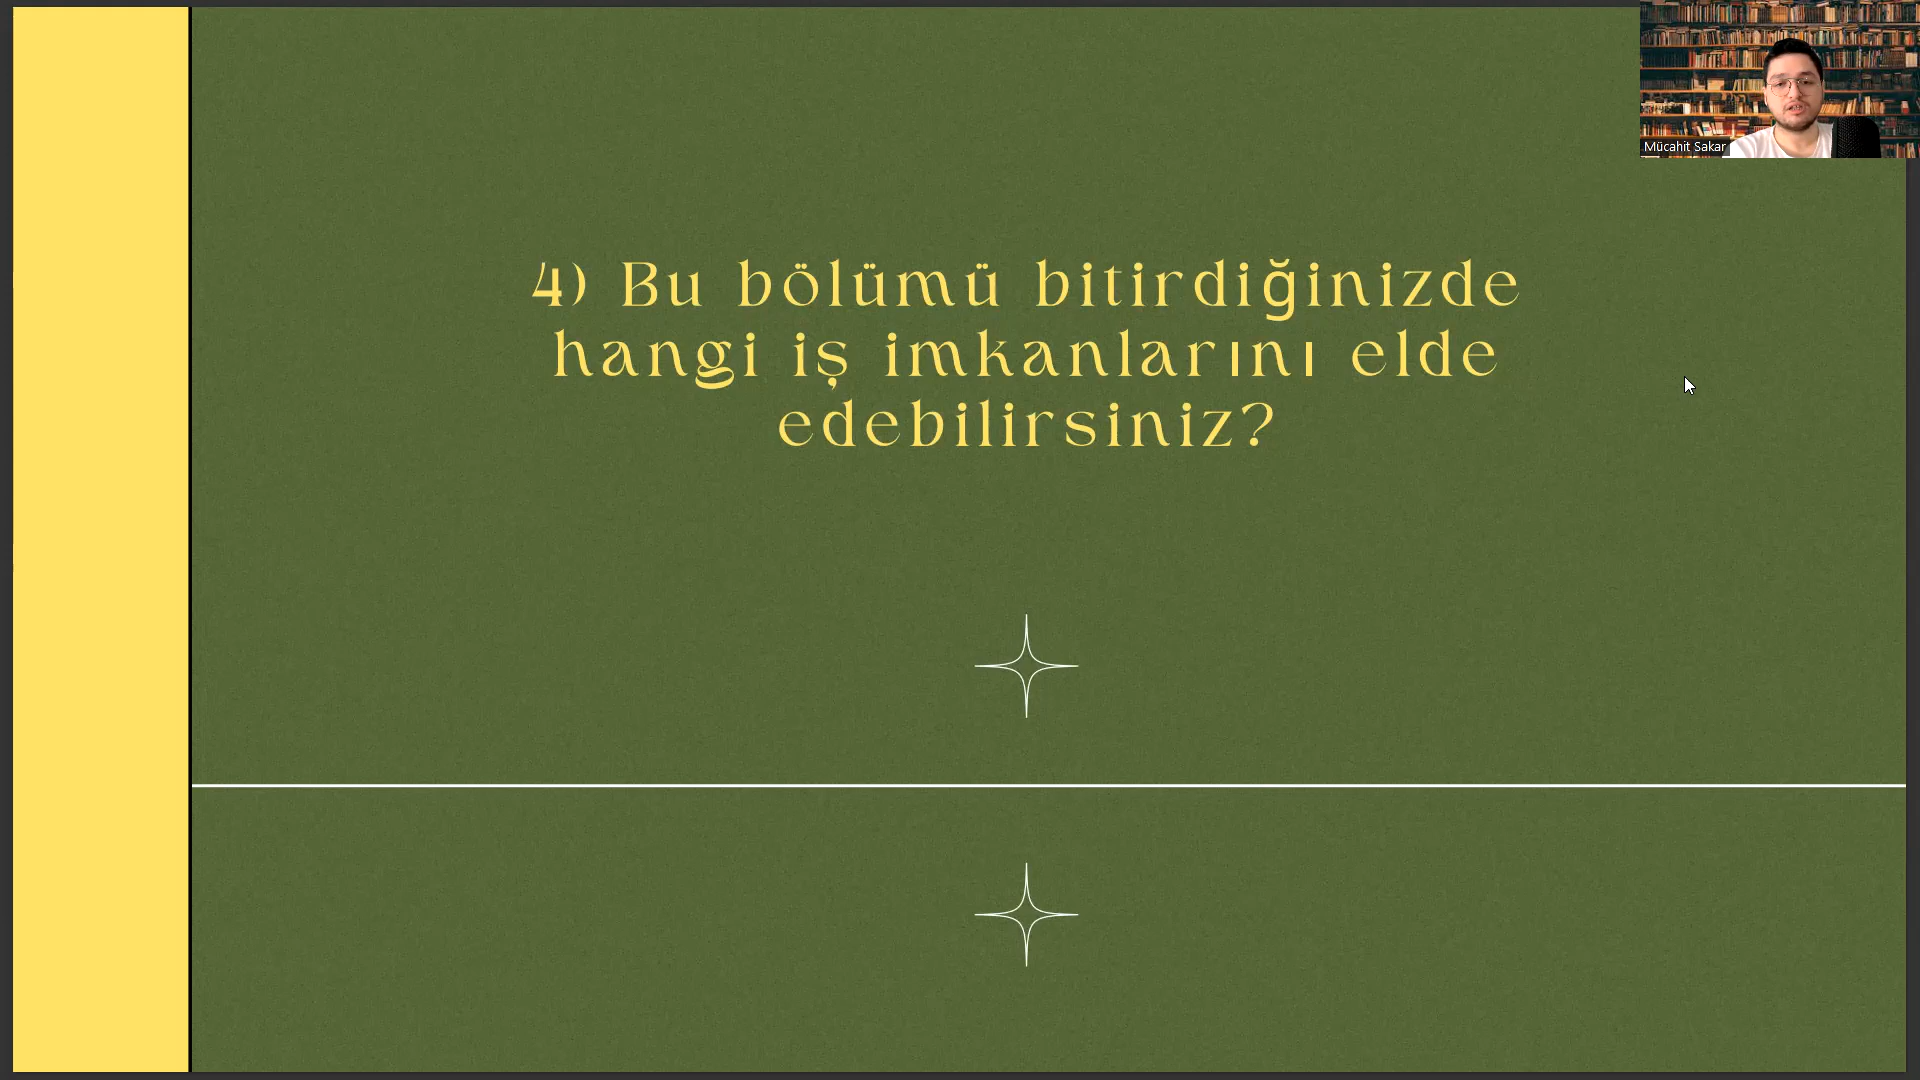 4) Bu bölümü bitirdiğinizde
hangi iş imkanlarını elde
edebilirsiniz?
Mücahit Sakar